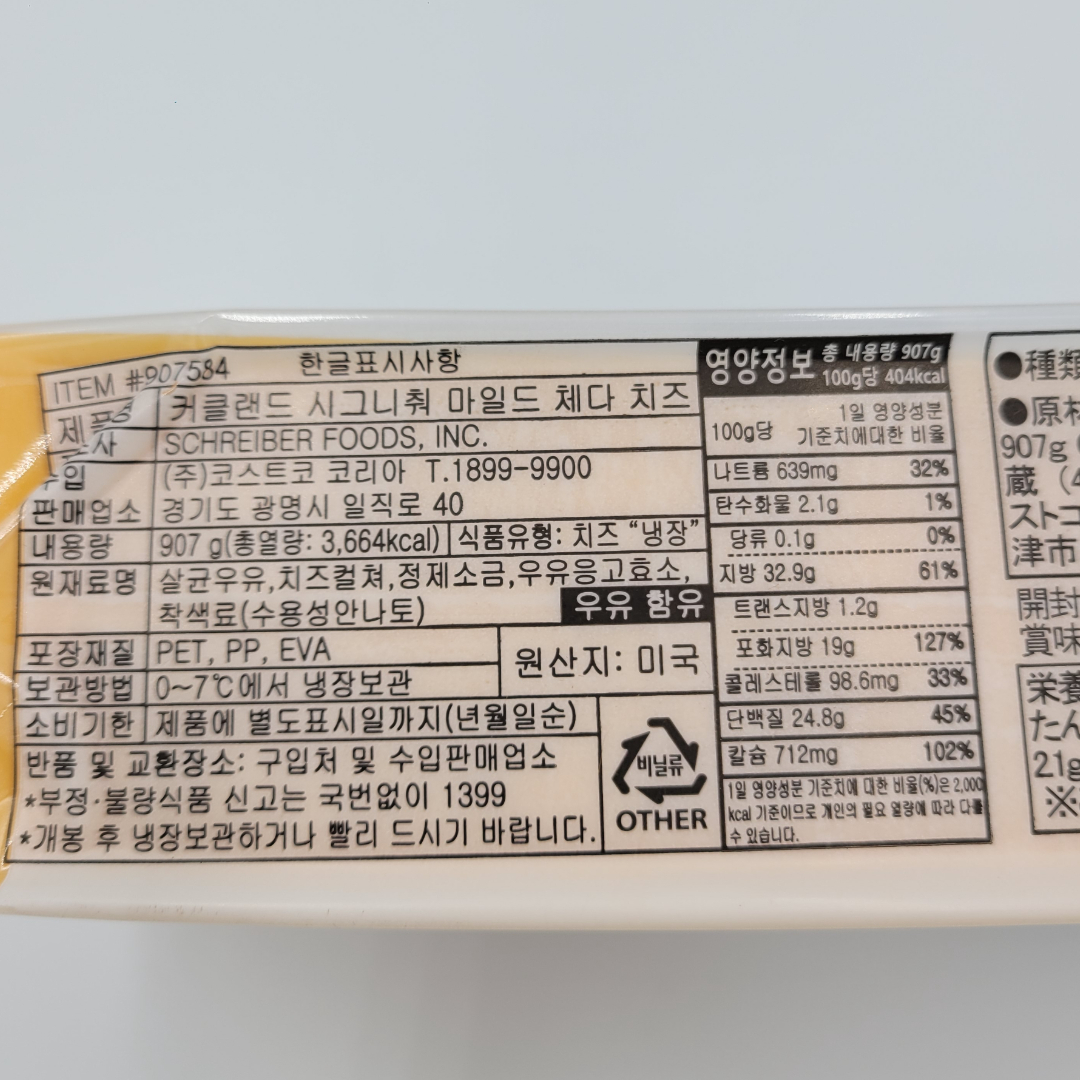 ITEM #907584 한글표시사항
커클랜드 시그니춰 마일드 체다 치즈
SCHREIBER FOODS, INC.
(주)코스트코 코리아 T.1899-9900
판매업소 경기도 광명시 일직로 40
내용량 907 g(총열량: 3,664kcal) 식품유형: 치즈 “냉장”
원재료명 살균우유,치즈컬쳐,정제소금,우유응고효소,
착색료(수용성안나토) 우유 함유
포장재질 PET, PP, EVA
원산지: 미국
보관방법 0~7℃에서 냉장보관
소비기한 제품에 별도표시일까지(년월일순)
반품 및 교환장소: 구입처 및 수입판매업소
*부정·불량식품 신고는 국번없이 1399
*개봉 후 냉장보관하거나 빨리 드시기 바랍니다.
비닐류
OTHER
영양정보 총 내용량 907g
100g당 404kcal
100g당 1일 영양성분
기준치에대한 비율
나트륨 639mg 32%
탄수화물 2.1g 1%
당류 0.1g 0%
지방 32.9g 61%
트랜스지방 1.2g
포화지방 19g 127%
콜레스테롤 98.6mg 33%
단백질 24.8g 45%
칼슘 712mg 102%
1일 영양성분 기준치에 대한 비율(%)은 2,000
kcal 기준이므로 개인의 필요 열량에 따라 다를
수 있습니다.
●種類
●原材
907g
蔵 (4
ストコ
津市
開封
賞味
栄養
たん
21g
※